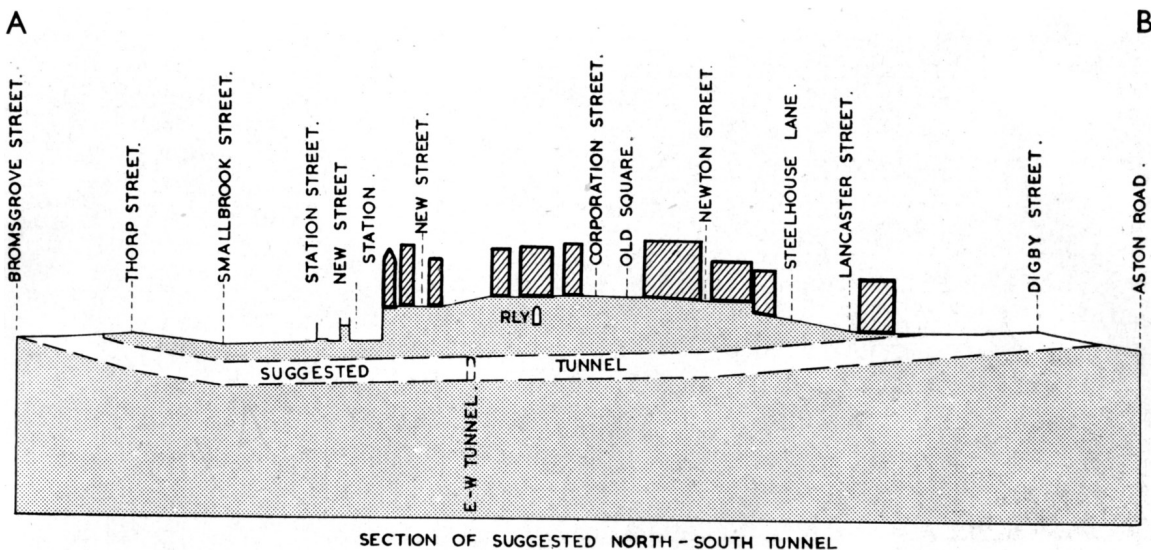 A
B
BROMSGROVE STREET.
THORP STREET.
SMALLBROOK STREET.
STATION STREET.
NEW STREET
STATION.
NEW STREET.
CORPORATION STREET.
OLD SQUARE.
NEWTON STREET.
STEELHOUSE LANE.
LANCASTER STREET.
DIGBY STREET.
ASTON ROAD.
RLY
SUGGESTED
TUNNEL
E-W TUNNEL.
SECTION OF SUGGESTED NORTH-SOUTH TUNNEL